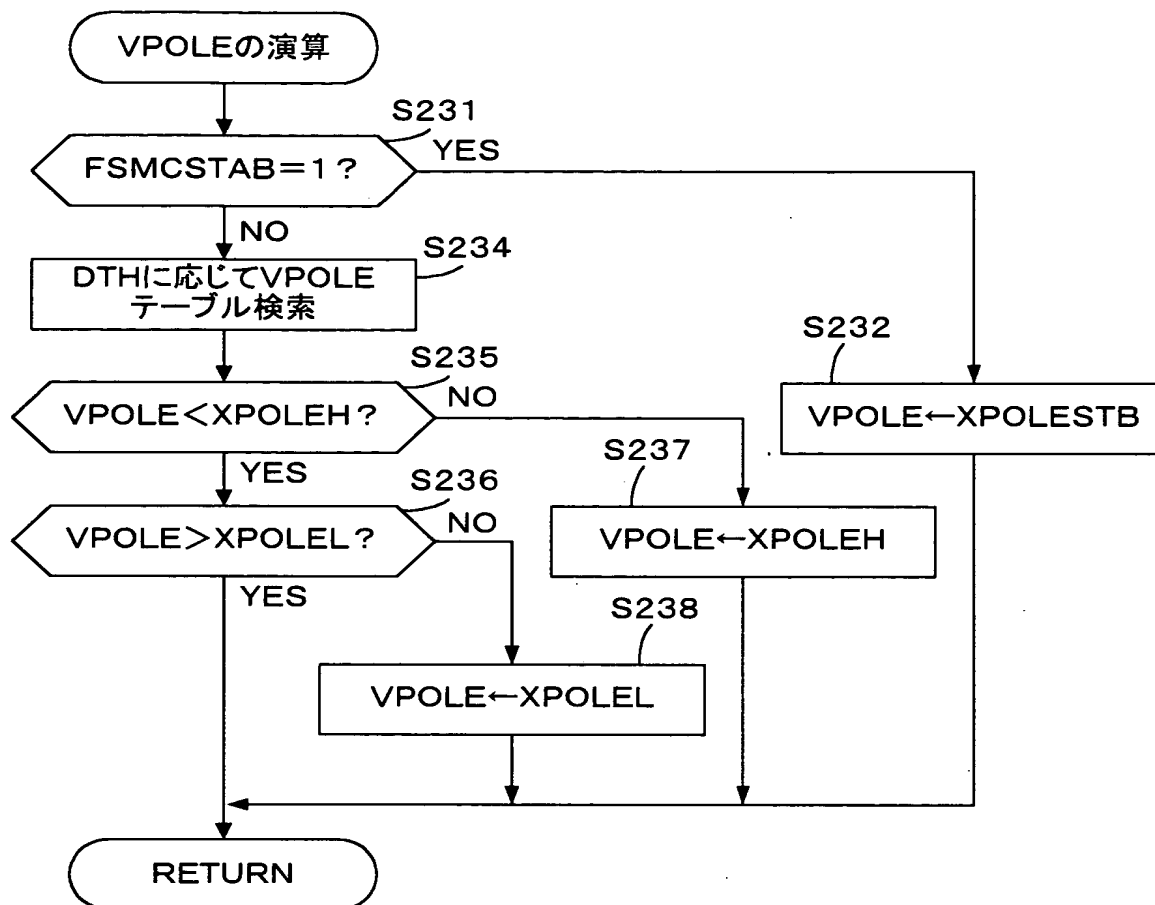 VPOLEの演算
S231
FSMCSTAB=1?
YES
NO
S234
DTHに応じてVPOLE
テーブル検索
S232
VPOLE←XPOLESTB
S235
VPOLE<XPOLEH?
NO
YES
S237
VPOLE←XPOLEH
S236
VPOLE>XPOLEL?
NO
YES
S238
VPOLE←XPOLEL
RETURN